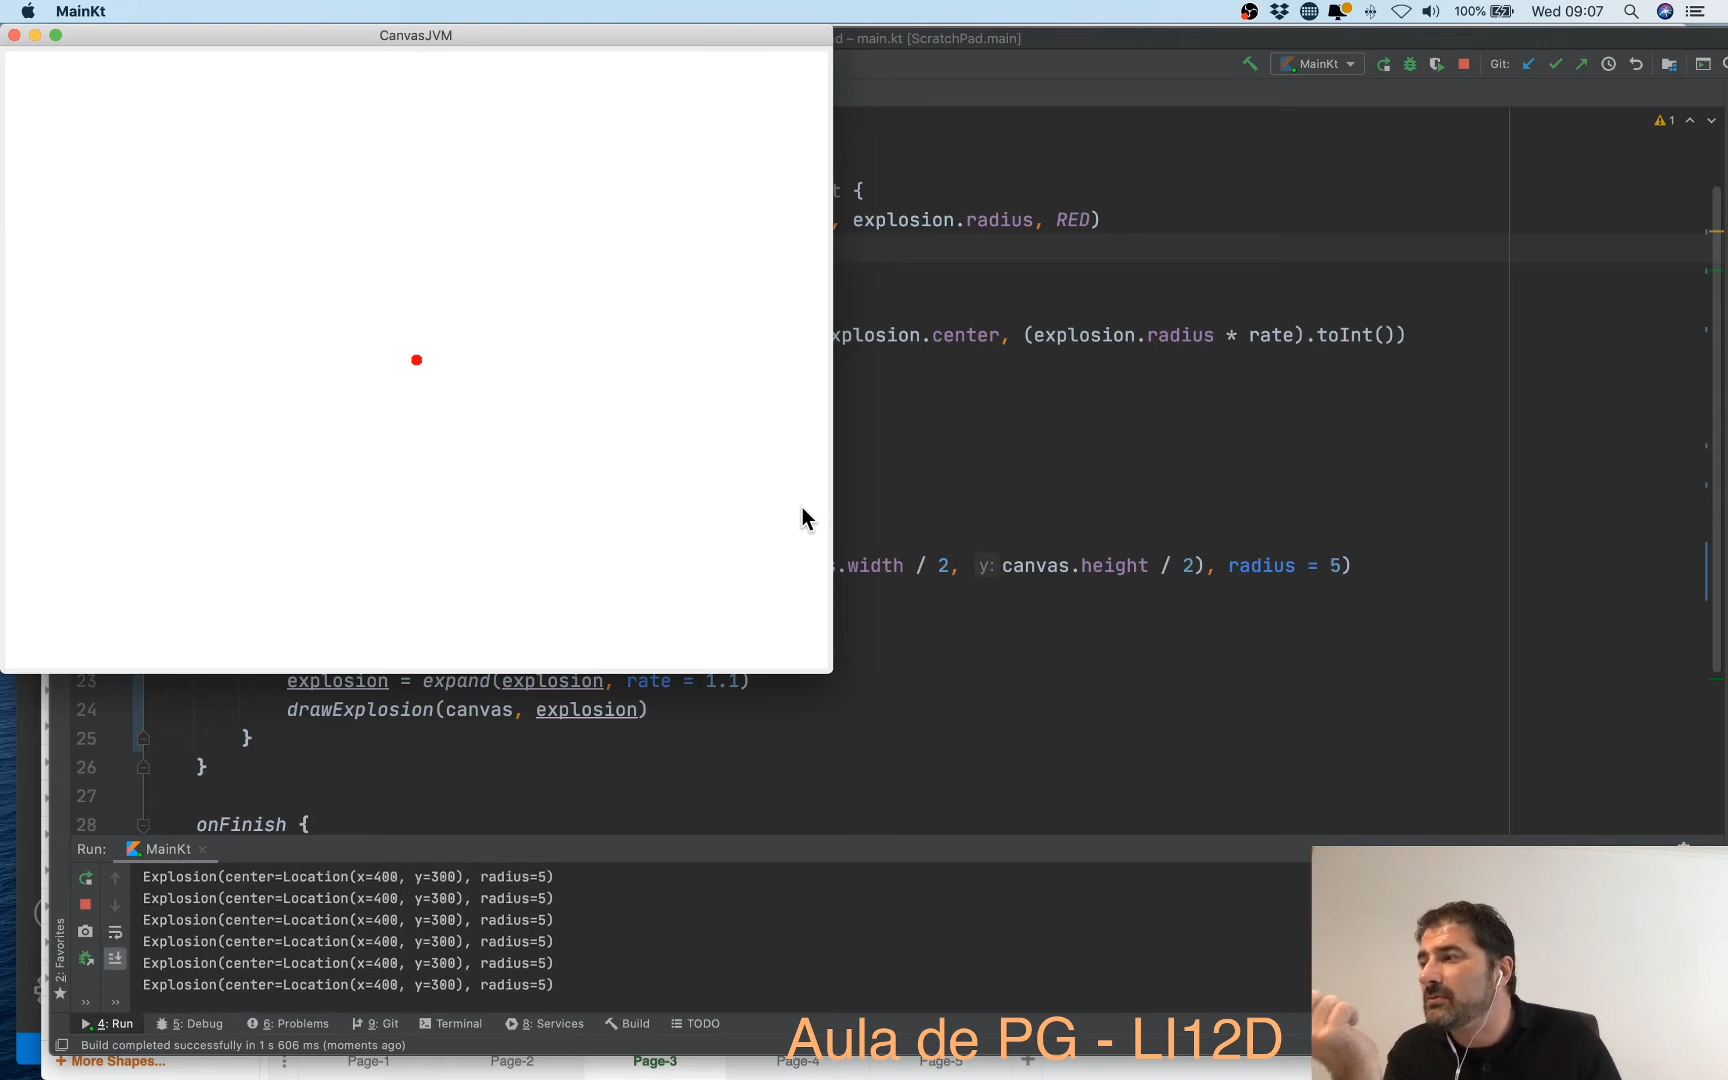 MainKt
100%
Wed 09:07
CanvasJVM
d – main.kt [ScratchPad.main]
MainKt
Git:
1
t {
, explosion.radius, RED)
xplosion.center, (explosion.radius * rate).toInt())
s.width / 2, y: canvas.height / 2), radius = 5)
23 explosion = expand(explosion, rate = 1.1)
24 drawExplosion(canvas, explosion)
25 }
26 }
27
28 onFinish {
Run: MainKt
Explosion(center=Location(x=400, y=300), radius=5)
Explosion(center=Location(x=400, y=300), radius=5)
Explosion(center=Location(x=400, y=300), radius=5)
Explosion(center=Location(x=400, y=300), radius=5)
Explosion(center=Location(x=400, y=300), radius=5)
Explosion(center=Location(x=400, y=300), radius=5)
2: Favorites
4: Run 5: Debug 6: Problems 9: Git Terminal 8: Services Build TODO
Build completed successfully in 1 s 606 ms (moments ago)
Aula de PG - LI12D
+ More Shapes... Page-1 Page-2 Page-3 Page-4 Page-5